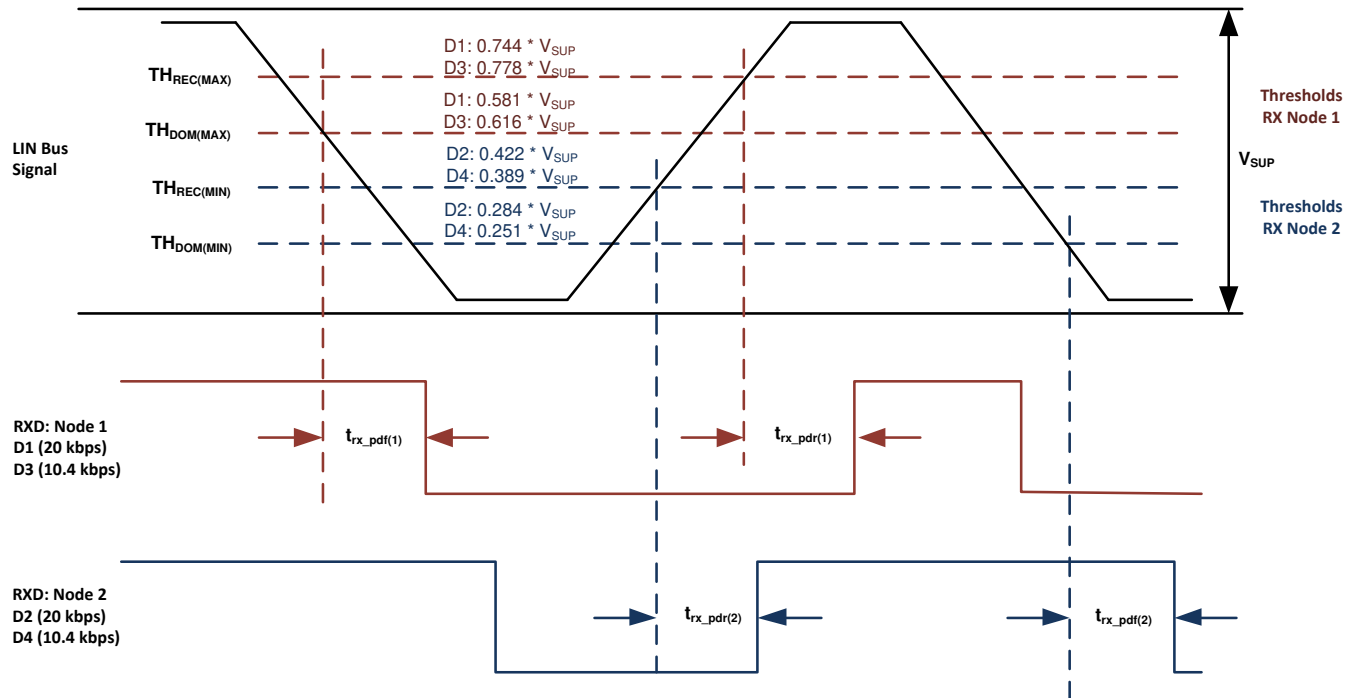 D1: 0.744 * VSUP
D3: 0.778 * VSUP
THREC(MAX)
D1: 0.581 * VSUP
D3: 0.616 * VSUP
THDOM(MAX)
Thresholds
RX Node 1
LIN Bus
Signal
D2: 0.422 * VSUP
D4: 0.389 * VSUP
VSUP
THREC(MIN)
D2: 0.284 * VSUP
D4: 0.251 * VSUP
THDOM(MIN)
Thresholds
RX Node 2
RXD: Node 1
D1 (20 kbps)
D3 (10.4 kbps)
trx_pdf(1)
trx_pdr(1)
RXD: Node 2
D2 (20 kbps)
D4 (10.4 kbps)
trx_pdr(2)
trx_pdf(2)